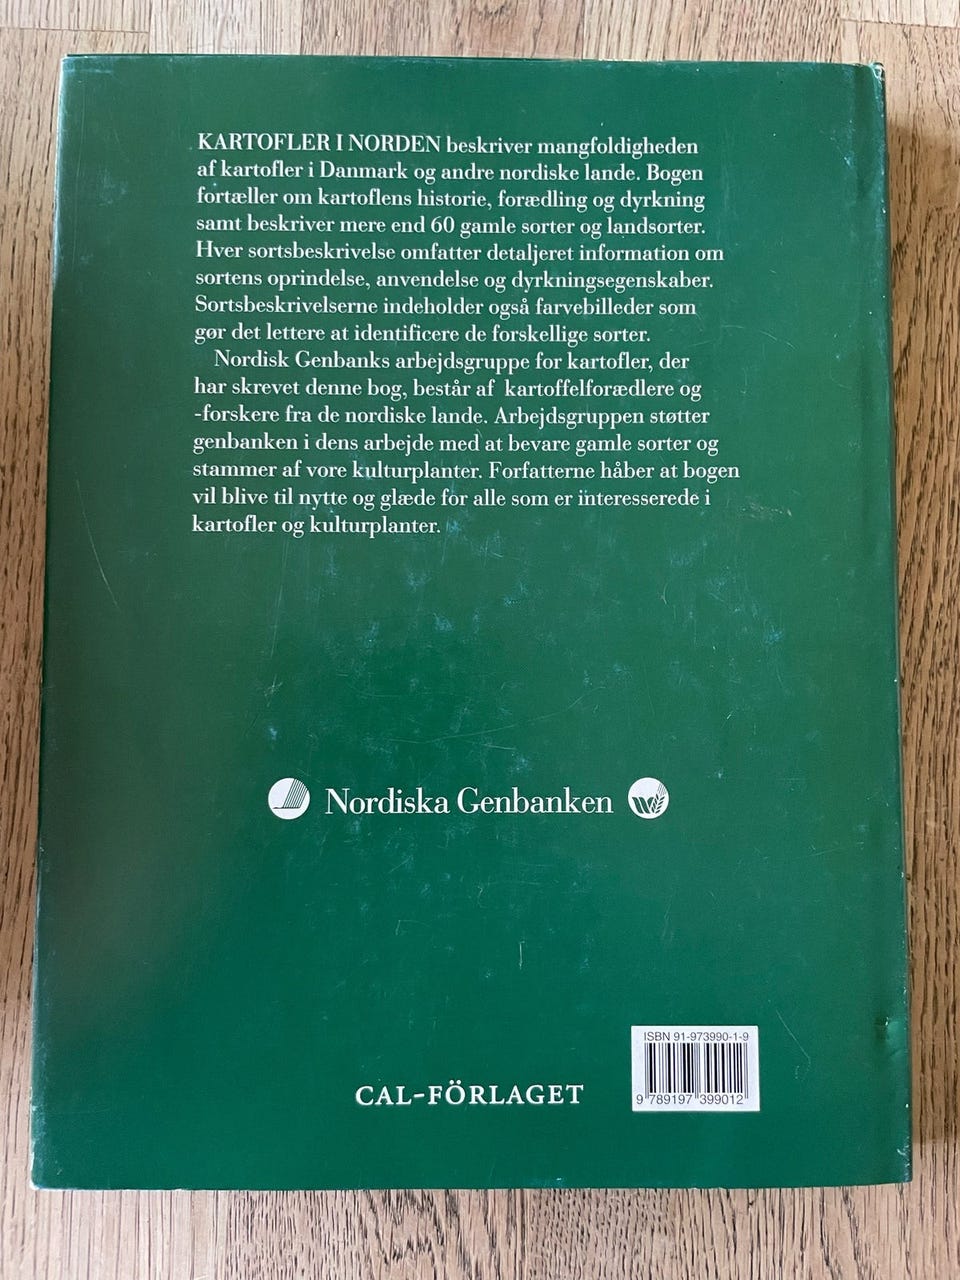 KARTOFLER I NORDEN beskriver mangfoldigheden
af kartofler i Danmark og andre nordiske lande. Bogen
fortæller om kartoflens historie, forædling og dyrkning
samt beskriver mere end 60 gamle sorter og landsorter.
Hver sortsbeskrivelse omfatter detaljeret information om
sortens oprindelse, anvendelse og dyrkningsegenskaber.
Sortsbeskrivelserne indeholder også farvebilleder som
gør det lettere at identificere de forskellige sorter.
Nordisk Genbanks arbejdsgruppe for kartofler, der
har skrevet denne bog, består af kartoffelforædlere og
-forskere fra de nordiske lande. Arbejdsgruppen støtter
genbanken i dens arbejde med at bevare gamle sorter og
stammer af vore kulturplanter. Forfatterne håber at bogen
vil blive til nytte og glæde for alle som er interesserede i
kartofler og kulturplanter.
Nordiska Genbanken
ISBN 91-973990-1-9
CAL-FÖRLAGET
9 789197 399012